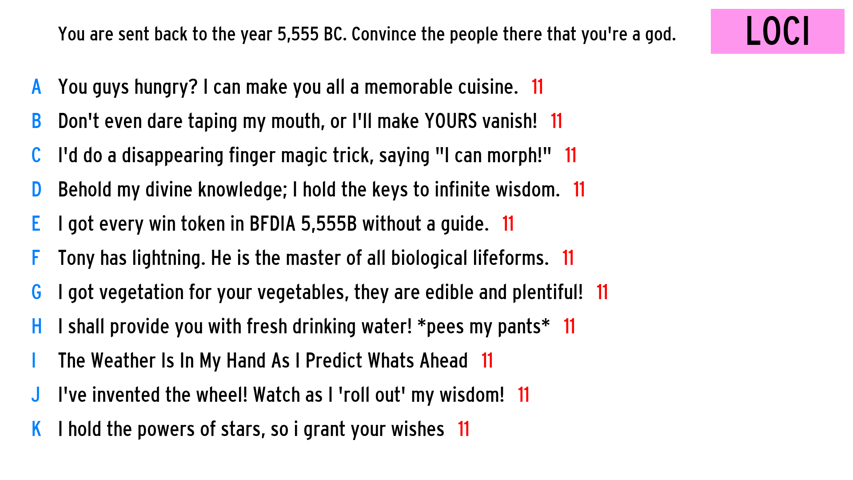 You are sent back to the year 5,555 BC. Convince the people there that you're a god.
LOCI
A You guys hungry? I can make you all a memorable cuisine. 11
B Don't even dare taping my mouth, or I'll make YOURS vanish! 11
C I'd do a disappearing finger magic trick, saying "I can morph!" 11
D Behold my divine knowledge; I hold the keys to infinite wisdom. 11
E I got every win token in BFDIA 5,555B without a guide. 11
F Tony has lightning. He is the master of all biological lifeforms. 11
G I got vegetation for your vegetables, they are edible and plentiful! 11
H I shall provide you with fresh drinking water! *pees my pants* 11
I The Weather Is In My Hand As I Predict Whats Ahead 11
J I've invented the wheel! Watch as I 'roll out' my wisdom! 11
K I hold the powers of stars, so i grant your wishes 11